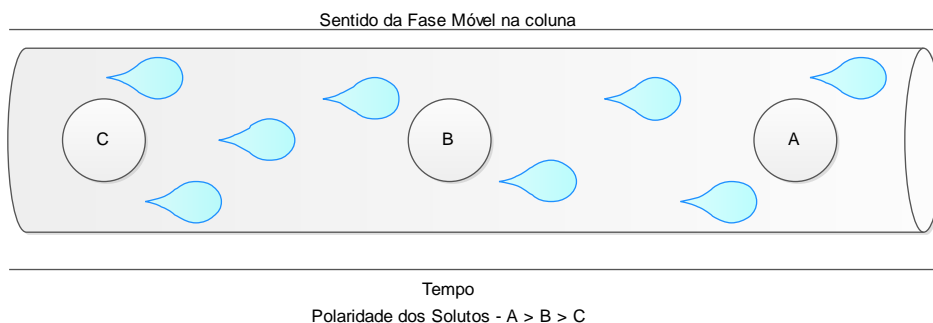 Sentido da Fase Móvel na coluna
C
B
A
Tempo
Polaridade dos Solutos - A > B > C